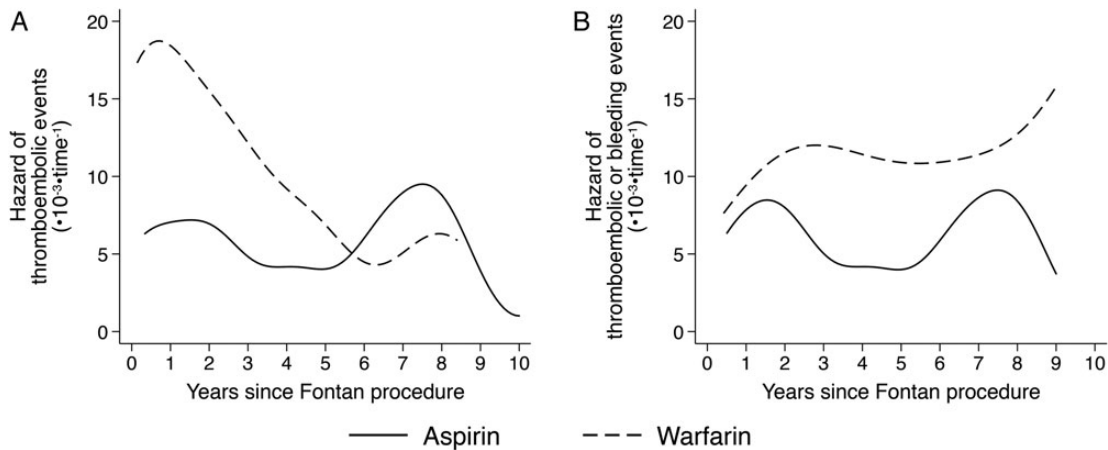 A
Hazard of
thromboembolic events
(•10⁻³•time⁻¹)
20
15
10
5
0
0 1 2 3 4 5 6 7 8 9 10
Years since Fontan procedure
B
Hazard of
thromboembolic or bleeding events
(•10⁻³•time⁻¹)
20
15
10
5
0
0 1 2 3 4 5 6 7 8 9 10
Years since Fontan procedure
Aspirin
Warfarin